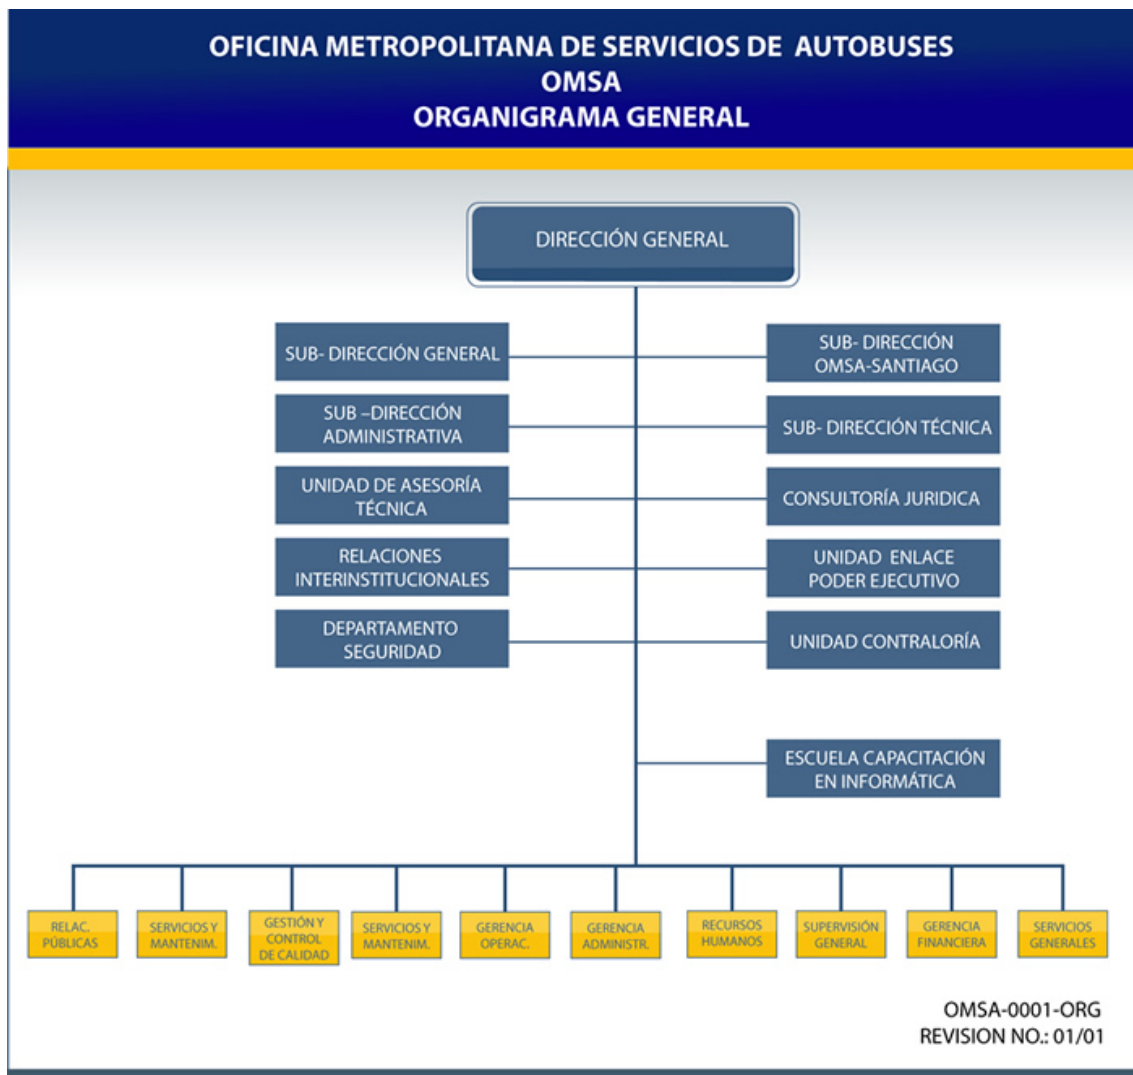 OFICINA METROPOLITANA DE SERVICIOS DE AUTOBUSES
OMSA
ORGANIGRAMA GENERAL
DIRECCIÓN GENERAL
SUB- DIRECCIÓN GENERAL
SUB- DIRECCIÓN
OMSA-SANTIAGO
SUB –DIRECCIÓN
ADMINISTRATIVA
SUB- DIRECCIÓN TÉCNICA
UNIDAD DE ASESORÍA
TÉCNICA
CONSULTORÍA JURIDICA
RELACIONES
INTERINSTITUCIONALES
UNIDAD ENLACE
PODER EJECUTIVO
DEPARTAMENTO
SEGURIDAD
UNIDAD CONTRALORÍA
ESCUELA CAPACITACIÓN
EN INFORMÁTICA
RELAC.
PÚBLICAS
SERVICIOS Y
MANTENIM.
GESTIÓN Y
CONTROL
DE CALIDAD
SERVICIOS Y
MANTENIM.
GERENCIA
OPERAC.
GERENCIA
ADMINISTR.
RECURSOS
HUMANOS
SUPERVISIÓN
GENERAL
GERENCIA
FINANCIERA
SERVICIOS
GENERALES
OMSA-0001-ORG
REVISION NO.: 01/01